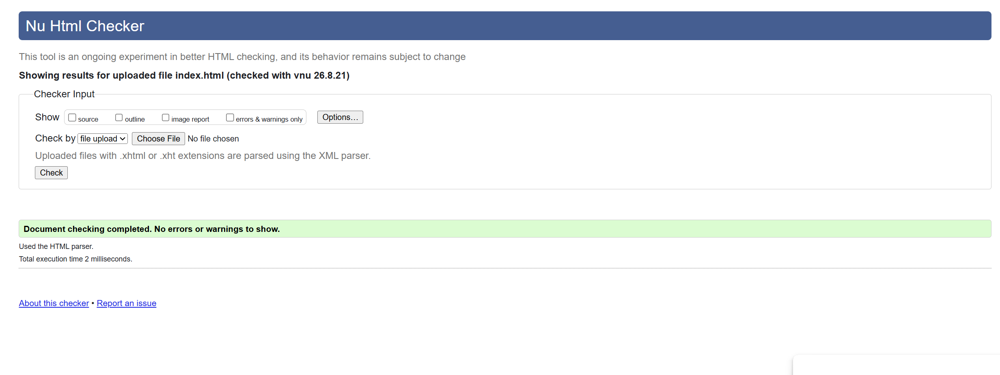 Nu Html Checker
This tool is an ongoing experiment in better HTML checking, and its behavior remains subject to change
Showing results for uploaded file index.html (checked with vnu 26.8.21)
Checker Input
Show source outline image report errors & warnings only Options...
Check by file upload Choose File No file chosen
Uploaded files with .xhtml or .xht extensions are parsed using the XML parser.
Check
Document checking completed. No errors or warnings to show.
Used the HTML parser.
Total execution time 2 milliseconds.
About this checker • Report an issue